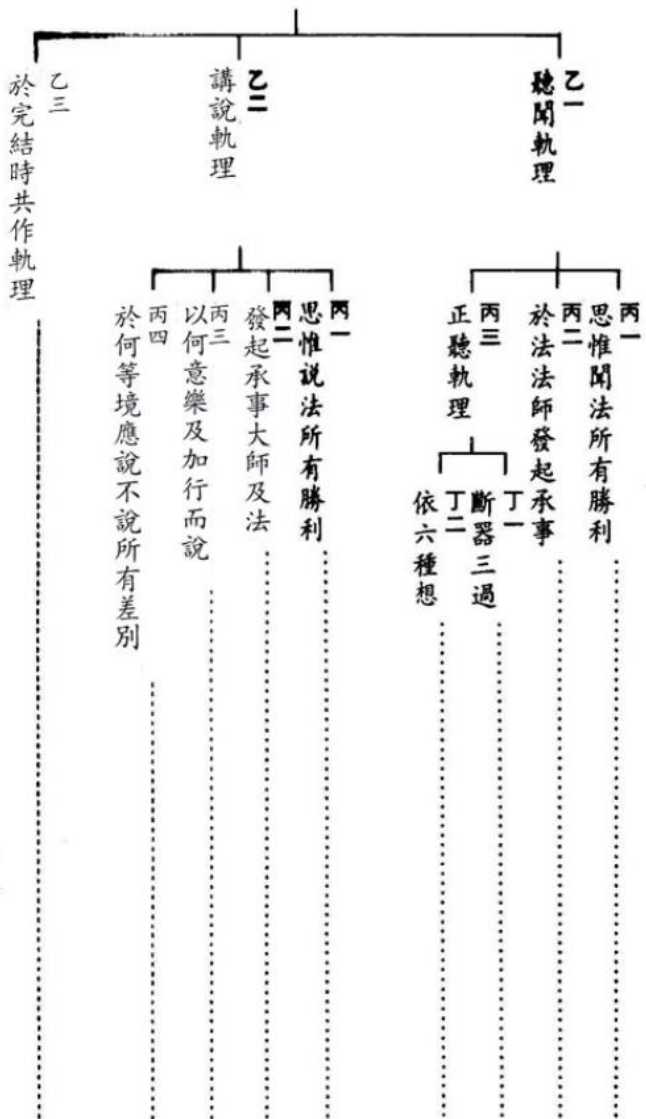 乙一
聽聞軌理
丙一
思惟聞法所有勝利
丙二
於法法師發起承事
丙三
正聽軌理
丁一
斷器三過
丁二
依六種想
乙二
講說軌理
丙一
思惟說法所有勝利
丙二
發起承事大師及法
丙三
以何意樂及加行而說
丙四
於何等境應說不說所有差別
乙三
於完結時共作軌理